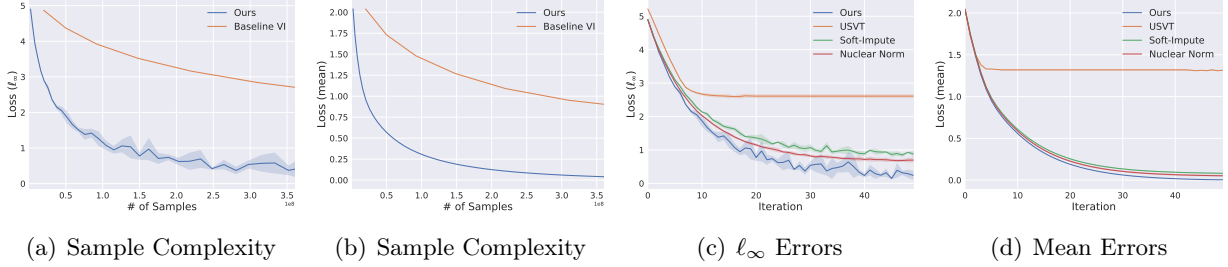 Ours
Baseline VI
5
4
3
2
1
0
Loss (ℓ∞)
0.5 1.0 1.5 2.0 2.5 3.0 3.5
1e8
# of Samples
(a) Sample Complexity
Ours
Baseline VI
2.00
1.75
1.50
1.25
1.00
0.75
0.50
0.25
0.00
Loss (mean)
0.5 1.0 1.5 2.0 2.5 3.0 3.5
1e8
# of Samples
(b) Sample Complexity
Ours
USVT
Soft-Impute
Nuclear Norm
5
4
3
2
1
0
Loss (ℓ∞)
0 10 20 30 40
Iteration
(c) ℓ∞ Errors
Ours
USVT
Soft-Impute
Nuclear Norm
2.0
1.5
1.0
0.5
0.0
Loss (mean)
0 10 20 30 40
Iteration
(d) Mean Errors